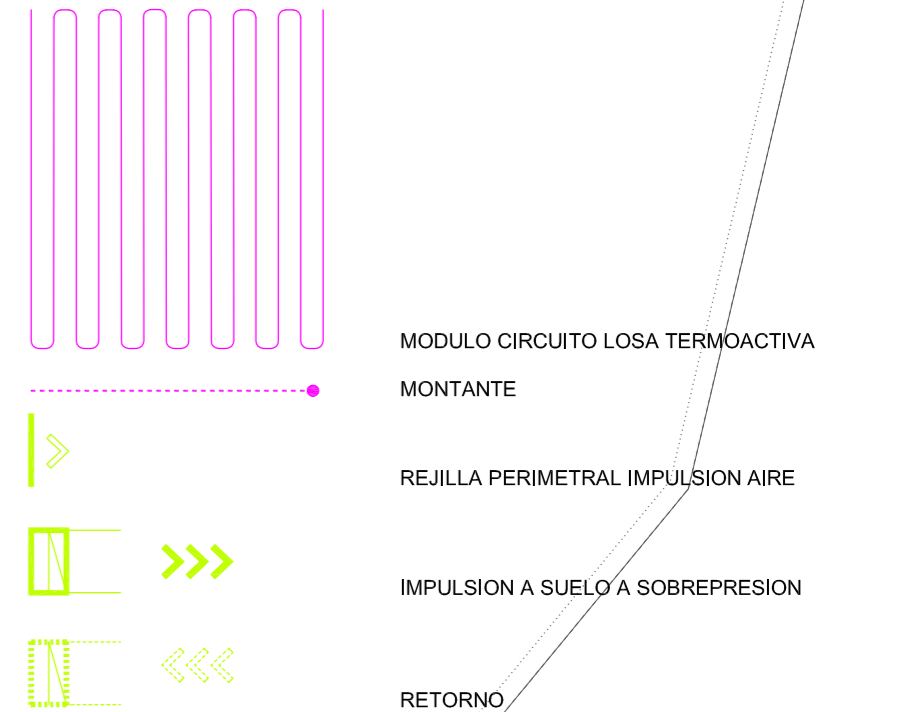 MODULO CIRCUITO LOSA TERMOACTIVA
MONTANTE
REJILLA PERIMETRAL IMPULSION AIRE
IMPULSION A SUELO A SOBREPRESION
RETORNO